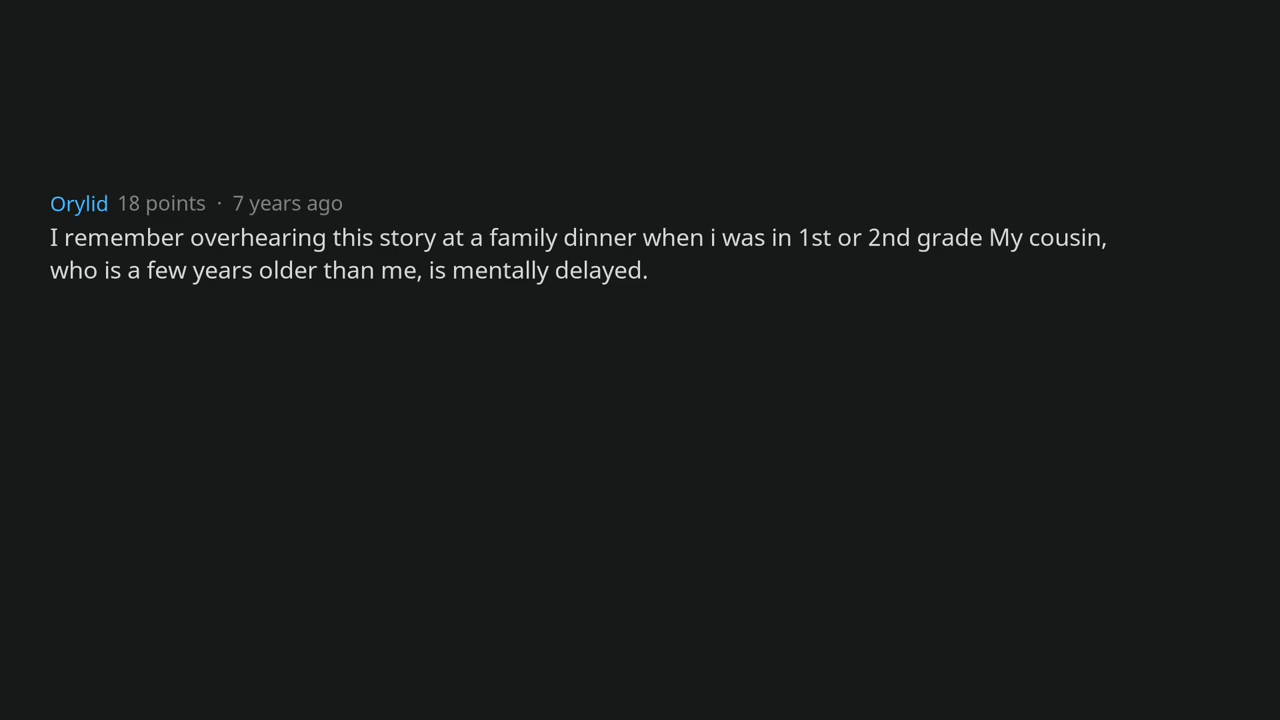 Orylid 18 points · 7 years ago
I remember overhearing this story at a family dinner when i was in 1st or 2nd grade My cousin,
who is a few years older than me, is mentally delayed.